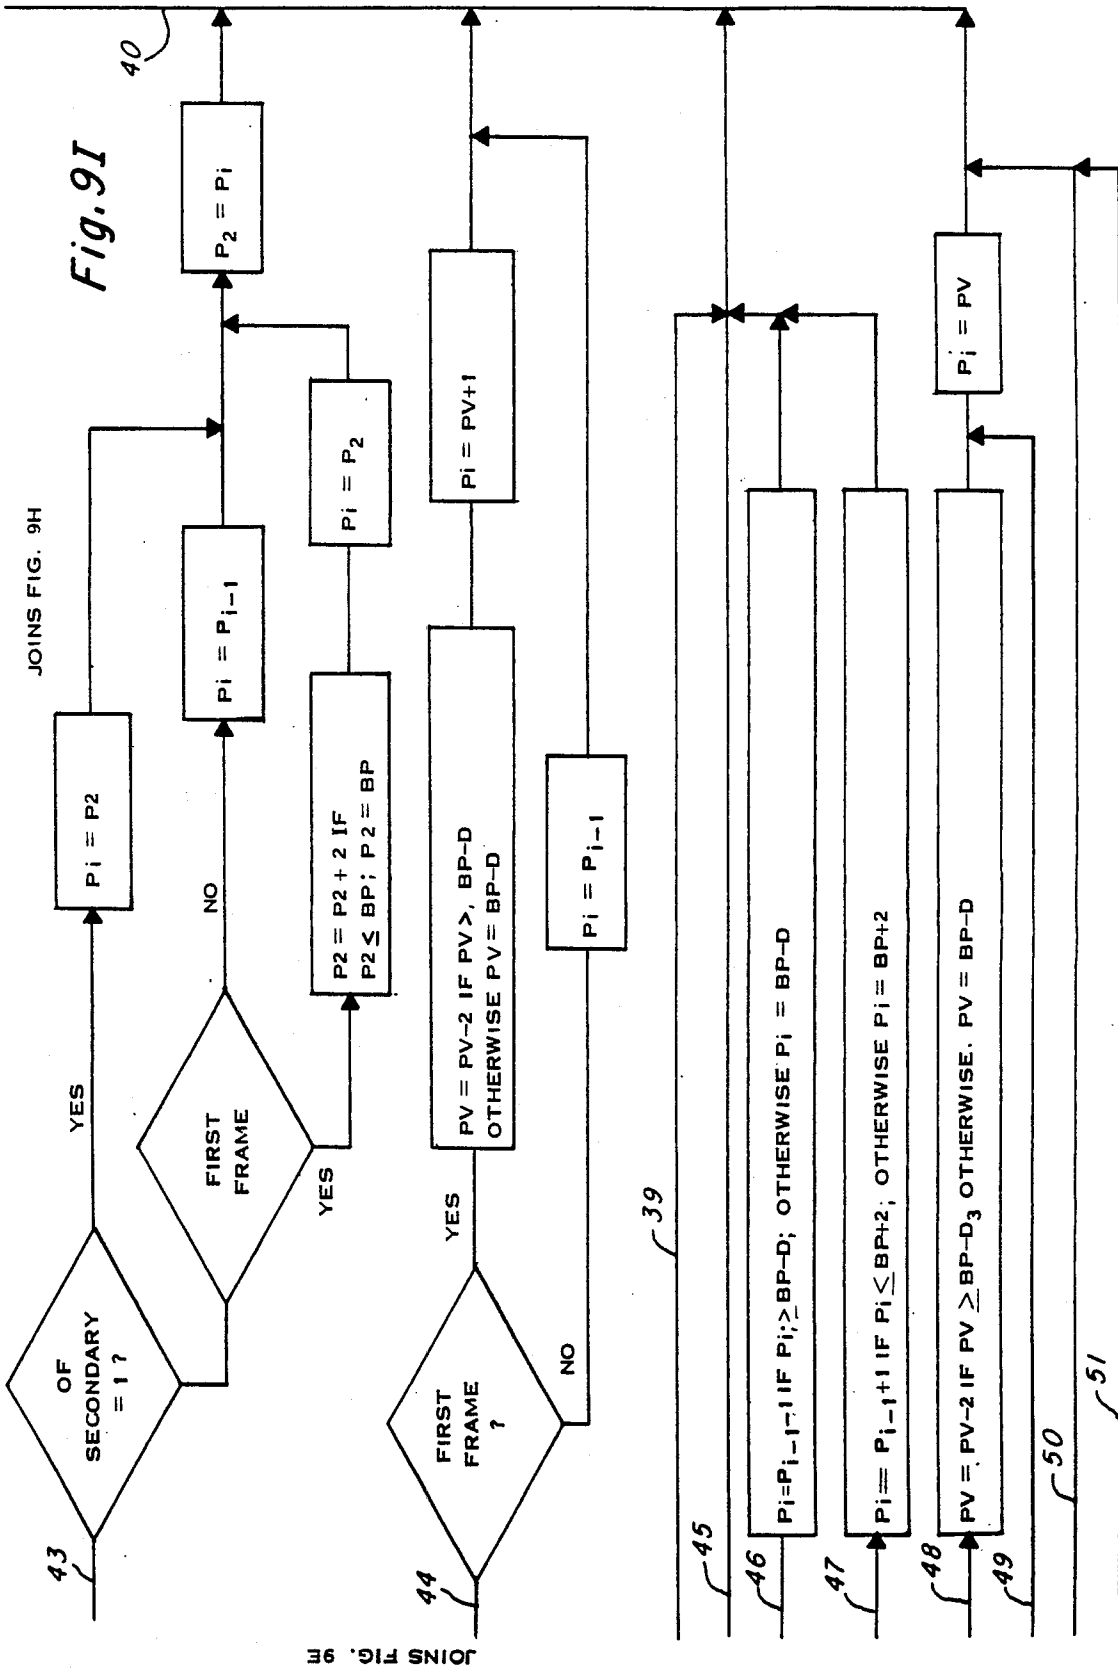 Fig. 9I
JOINS FIG. 9H
40
43
OF
SECONDARY
= 1 ?
YES
Pi = P2
FIRST
FRAME
NO
Pi = Pi-1
P2 = Pi
YES
P2 = P2 + 2 IF
P2 ≤ BP; P2 = BP
Pi = P2
44
FIRST
FRAME
?
YES
PV = PV-2 IF PV >, BP-D
OTHERWISE PV = BP-D
Pi = PV+1
NO
Pi = Pi-1
JOINS FIG. 9E
39
45
46
Pi=Pi-1-1 IF Pi;≥BP-D; OTHERWISE Pi = BP-D
47
Pi= Pi-1+1 IF Pi≤BP+2; OTHERWISE Pi = BP+2
48
PV = PV-2 IF PV ≥BP-D3 OTHERWISE. PV = BP-D
Pi = PV
49
50
51